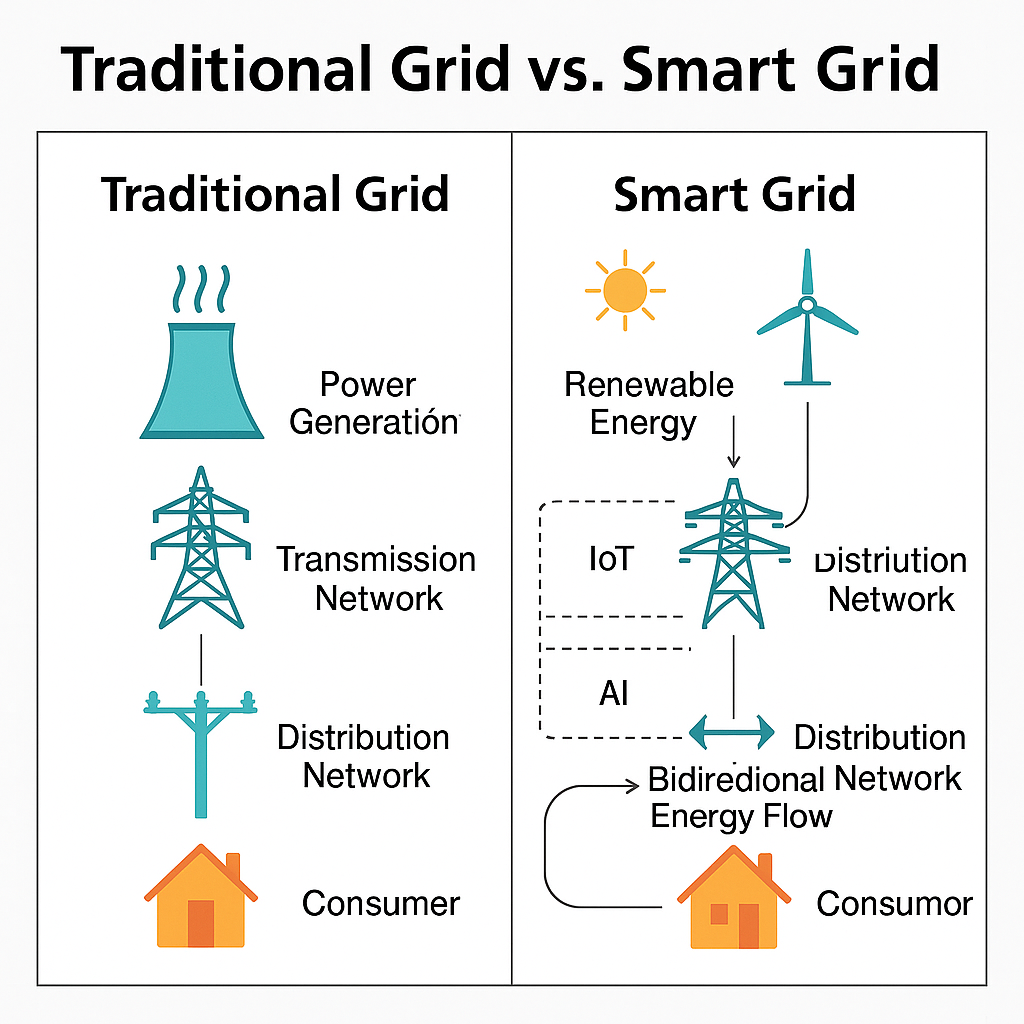 Traditional Grid vs. Smart Grid
Traditional Grid
Power
Generatión
Transmission
Network
Distribution
Network
Consumer
Smart Grid
Renewable
Energy
IoT
Distriution
Network
AI
Distribution
Network
Bidiredional
Energy Flow
Consumor